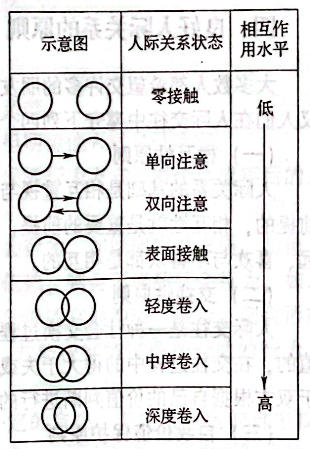 示意图 人际关系状态 相互作用水平
零接触 低
单向注意
双向注意
表面接触
轻度卷入
中度卷入
深度卷入 高